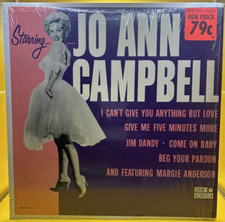 OUR PRICE
79¢
Starring...
JO ANN
CAMPBELL
I CAN'T GIVE YOU ANYTHING BUT LOVE
GIVE ME FIVE MINUTES MORE
JIM DANDY · COME ON BABY
BEG YOUR PARDON
AND FEATURING MARGIE ANDERSON